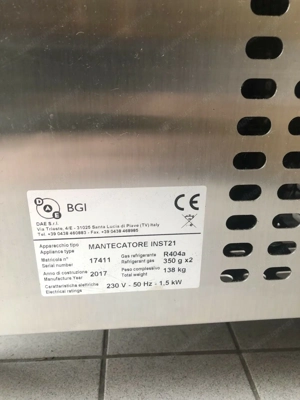 DAE BGI CE
DAE S.r.l.
Via Trieste, 4/E - 31025 Santa Lucia di Piave (TV) Italy
Tel. +39 0438 460883 - Fax +39 0438
Apparecchio tipo
Appliance type
MANTECATORE INST21
Matricola n°
Serial number
17411
Gas refrigerante
Refrigerant gas
R404a
350 g x2
Anno di costruzione
Manufacture Year
2017
Peso complessivo
Total weight
138 kg
Caratteristiche elettriche
Electrical ratings
230 V - 50 Hz - 1,5 kW